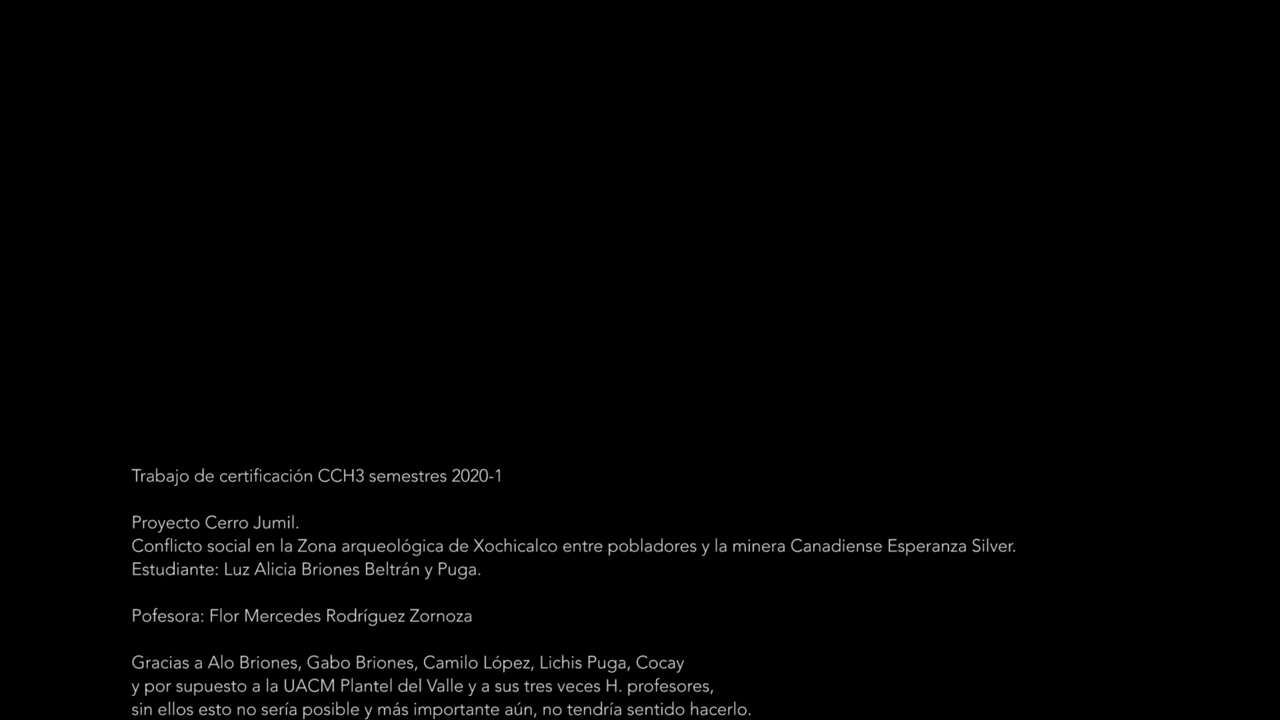 Trabajo de certificación CCH3 semestres 2020-1
Proyecto Cerro Jumil.
Conflicto social en la Zona arqueológica de Xochicalco entre pobladores y la minera Canadiense Esperanza Silver.
Estudiante: Luz Alicia Briones Beltrán y Puga.
Pofesora: Flor Mercedes Rodríguez Zornoza
Gracias a Alo Briones, Gabo Briones, Camilo López, Lichis Puga, Cocay
y por supuesto a la UACM Plantel del Valle y a sus tres veces H. profesores,
sin ellos esto no sería posible y más importante aún, no tendría sentido hacerlo.